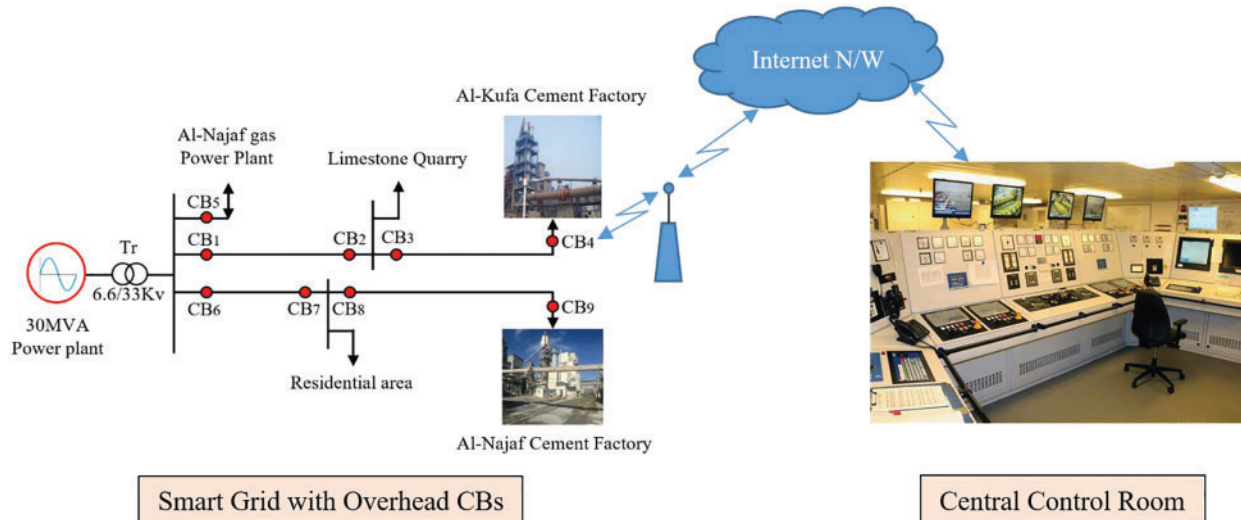 Internet N/W
Al-Kufa Cement Factory
Al-Najaf gas
Power Plant
Limestone Quarry
CB5
CB1
CB2
CB3
CB4
Tr
6.6/33Kv
CB6
CB7
CB8
CB9
30MVA
Power plant
Residential area
Al-Najaf Cement Factory
Smart Grid with Overhead CBs
Central Control Room